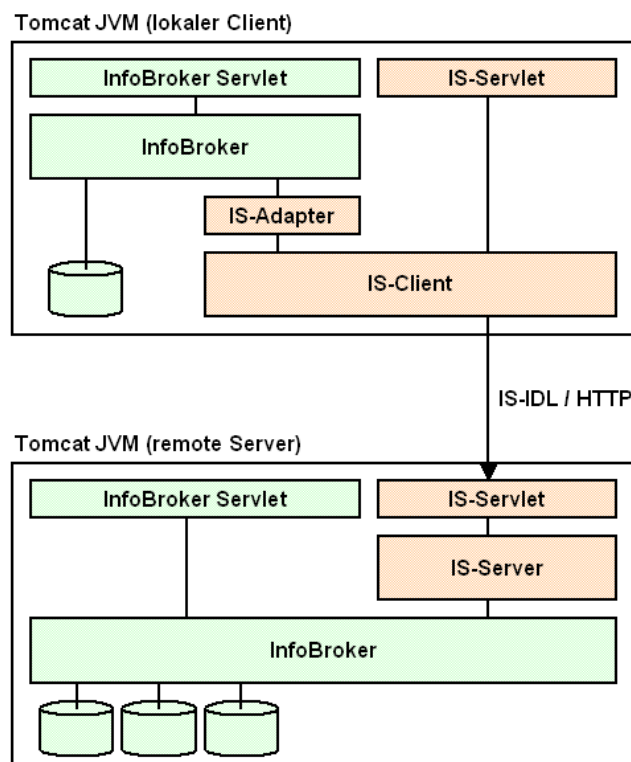 Tomcat JVM (lokaler Client)
InfoBroker Servlet
IS-Servlet
InfoBroker
IS-Adapter
IS-Client
IS-IDL / HTTP
Tomcat JVM (remote Server)
InfoBroker Servlet
IS-Servlet
IS-Server
InfoBroker